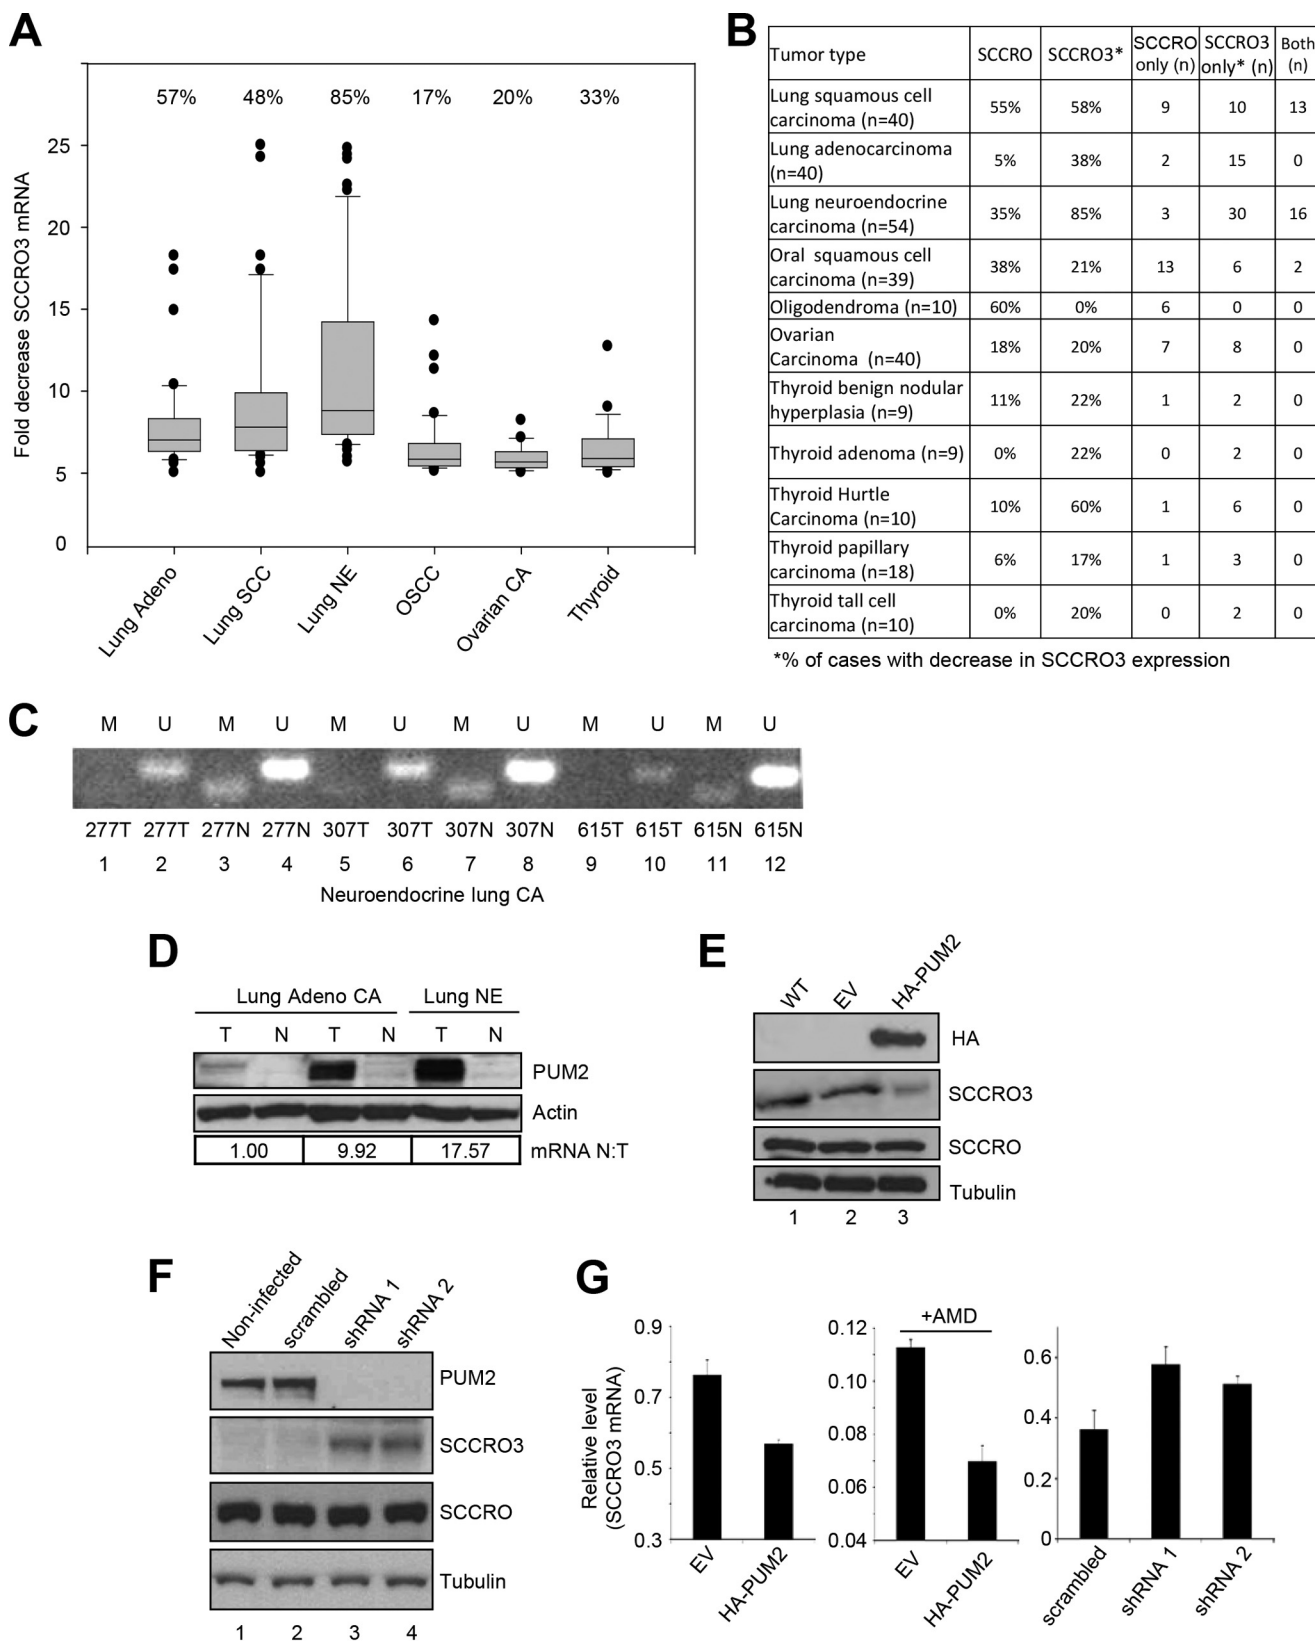 A
57% 48% 85% 17% 20% 33%
25
20
15
10
5
0
Fold decrease SCCRO3 mRNA
Lung Adeno
Lung SCC
Lung NE
OSCC
Ovarian CA
Thyroid
B
Tumor type SCCRO SCCRO3* SCCRO only (n) SCCRO3 only* (n) Both (n)
Lung squamous cell
carcinoma (n=40) 55% 58% 9 10 13
Lung adenocarcinoma
(n=40) 5% 38% 2 15 0
Lung neuroendocrine
carcinoma (n=54) 35% 85% 3 30 16
Oral squamous cell
carcinoma (n=39) 38% 21% 13 6 2
Oligodendroma (n=10) 60% 0% 6 0 0
Ovarian
Carcinoma (n=40) 18% 20% 7 8 0
Thyroid benign nodular
hyperplasia (n=9) 11% 22% 1 2 0
Thyroid adenoma (n=9) 0% 22% 0 2 0
Thyroid Hurtle
Carcinoma (n=10) 10% 60% 1 6 0
Thyroid papillary
carcinoma (n=18) 6% 17% 1 3 0
Thyroid tall cell
carcinoma (n=10) 0% 20% 0 2 0
*% of cases with decrease in SCCRO3 expression
C
M U M U M U M U M U M U
277T 277T 277N 277N 307T 307T 307N 307N 615T 615T 615N 615N
1 2 3 4 5 6 7 8 9 10 11 12
Neuroendocrine lung CA
D
Lung Adeno CA Lung NE
T N T N T N
PUM2
Actin
1.00 9.92 17.57 mRNA N:T
E
WT EV HA-PUM2
HA
SCCRO3
SCCRO
Tubulin
1 2 3
F
Non-infected scrambled shRNA 1 shRNA 2
PUM2
SCCRO3
SCCRO
Tubulin
1 2 3 4
G
Relative level
(SCCRO3 mRNA)
0.9
0.7
0.5
0.3
EV HA-PUM2
+AMD
0.12
0.10
0.08
0.06
0.04
EV HA-PUM2
0.6
0.4
0.2
0
scrambled shRNA 1 shRNA 2